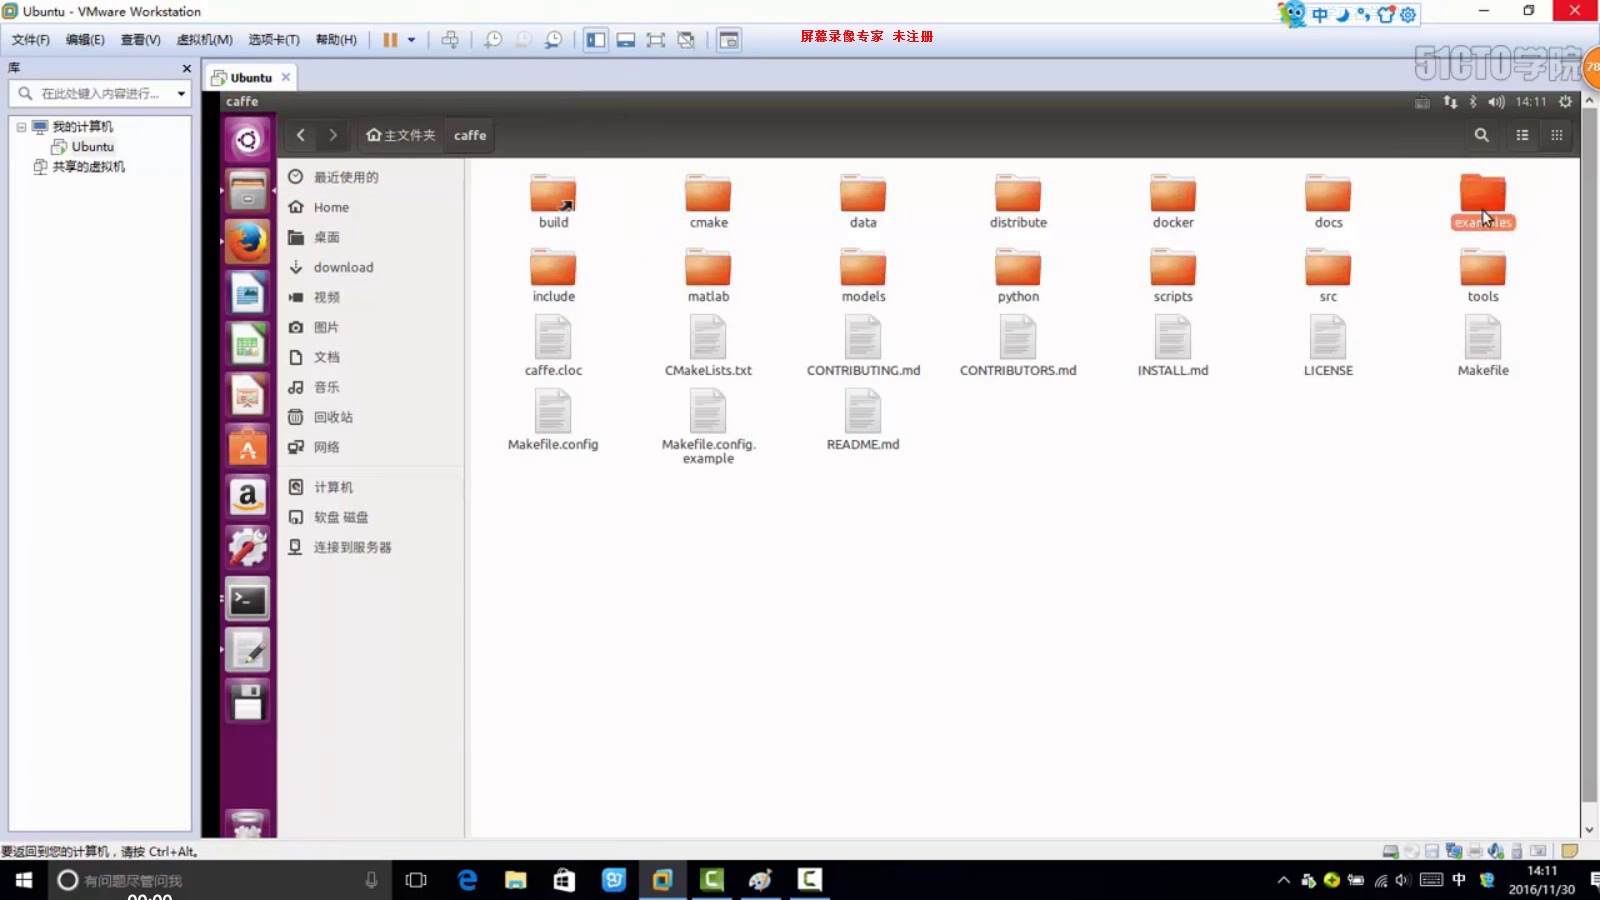 Ubuntu - VMware Workstation
中
文件(F) 编辑(E) 查看(V) 虚拟机(M) 选项卡(T) 帮助(H)
屏幕录像专家 未注册
51CTO学院
78
库
Ubuntu
在此处键入内容进行...
我的计算机
Ubuntu
共享的虚拟机
caffe
14:11
主文件夹 caffe
最近使用的
Home
桌面
download
视频
图片
文档
音乐
回收站
网络
计算机
软盘 磁盘
连接到服务器
build cmake data distribute docker docs examples
include matlab models python scripts src tools
caffe.cloc CMakeLists.txt CONTRIBUTING.md CONTRIBUTORS.md INSTALL.md LICENSE Makefile
Makefile.config Makefile.config.example README.md
要返回到您的计算机，请按 Ctrl+Alt。
有问题尽管问我
00:00
中
14:11
2016/11/30